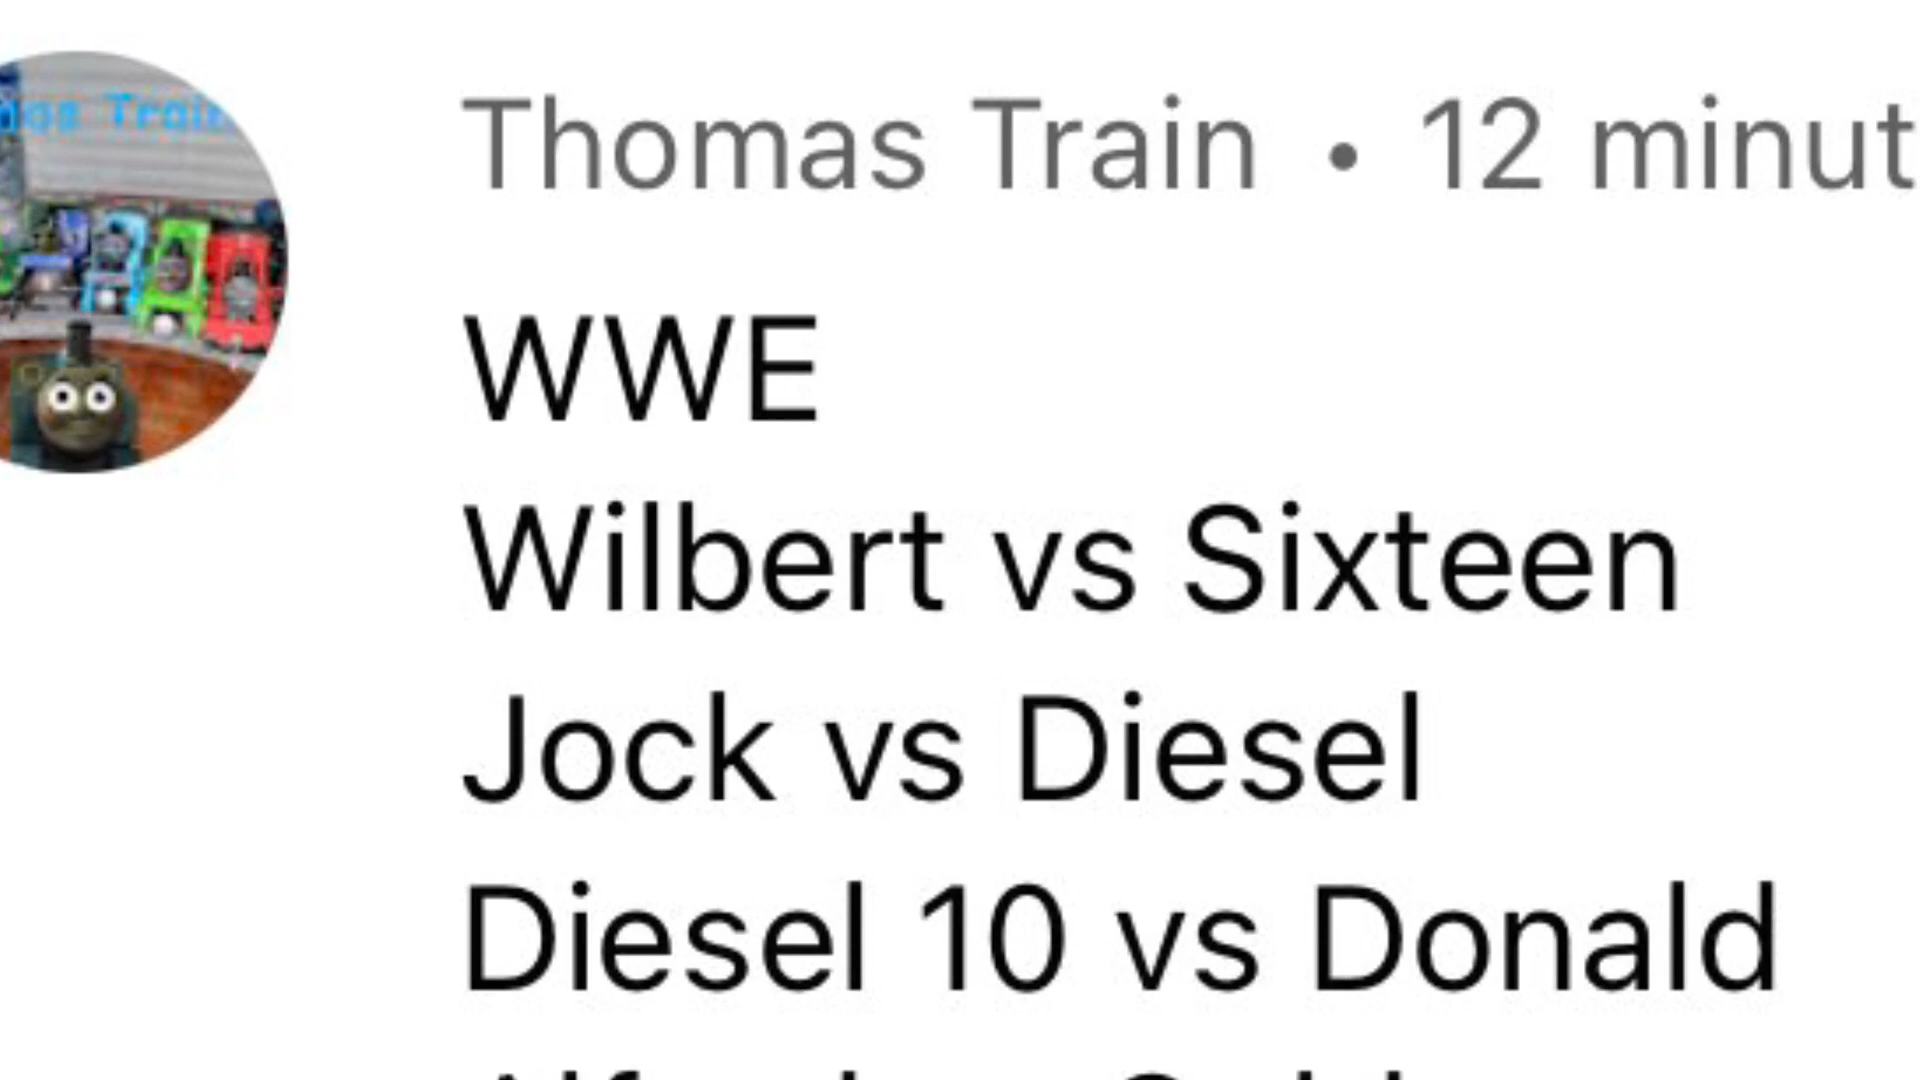 Thomas Train • 12 minut
WWE
Wilbert vs Sixteen
Jock vs Diesel
Diesel 10 vs Donald